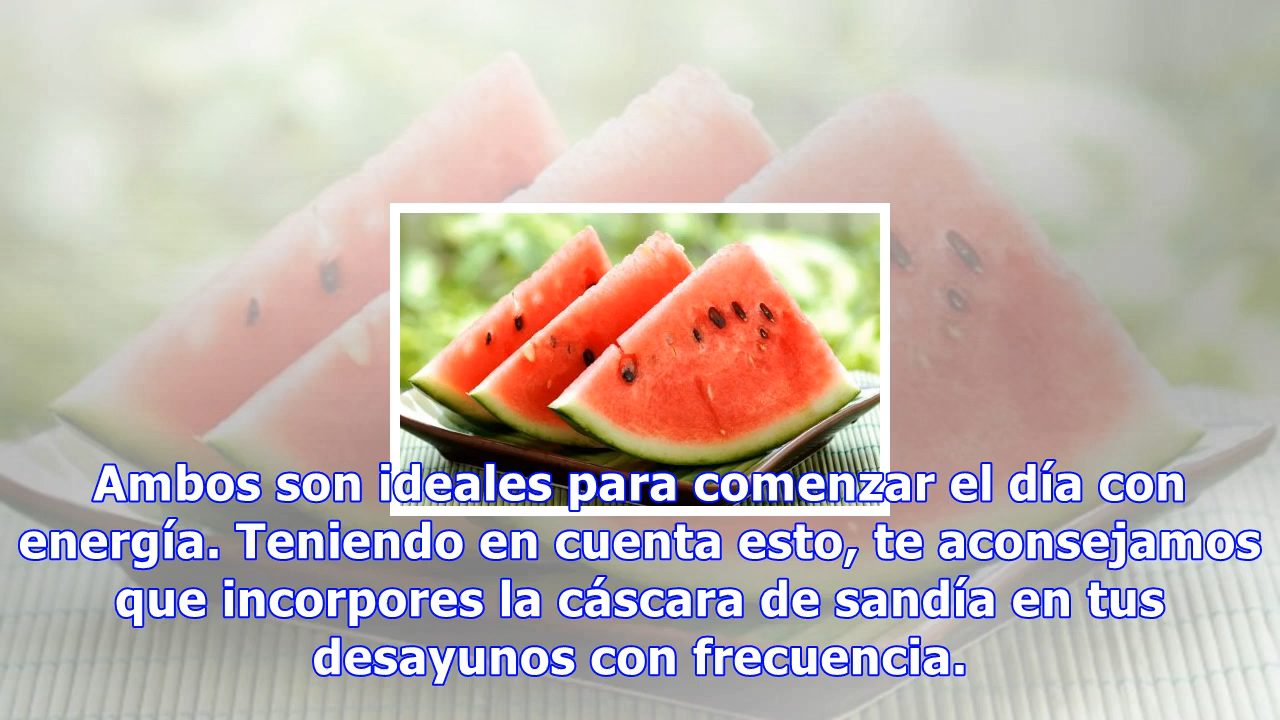 Ambos son ideales para comenzar el día con
energía. Teniendo en cuenta esto, te aconsejamos
que incorpores la cáscara de sandía en tus
desayunos con frecuencia.